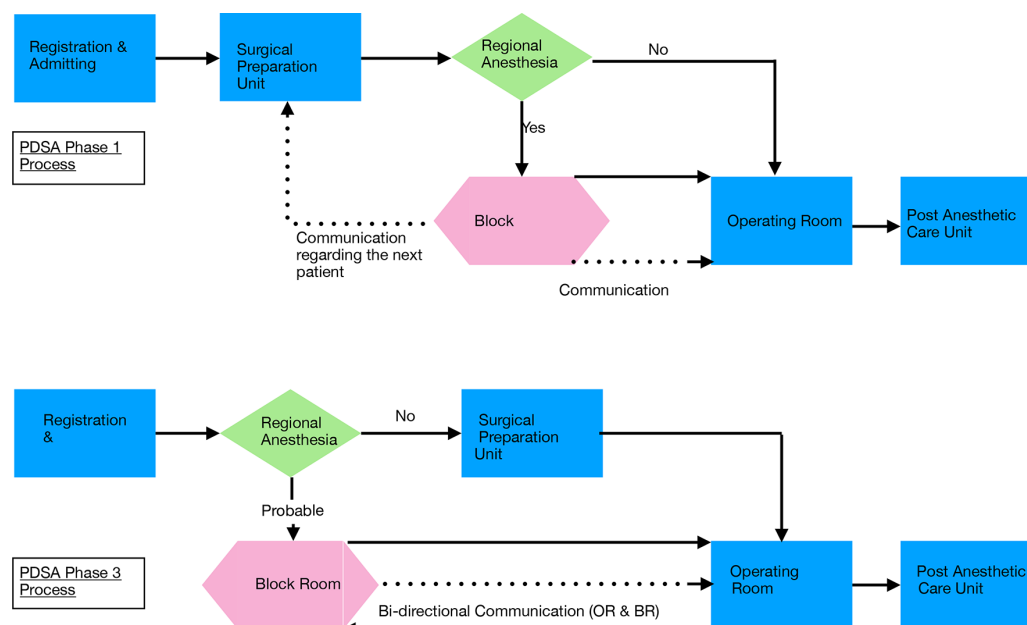 Registration &
Admitting
Surgical
Preparation
Unit
Regional
Anesthesia
No
Yes
PDSA Phase 1
Process
Block
Operating Room
Post Anesthetic
Care Unit
Communication
regarding the next
patient
Communication
Registration
&
Regional
Anesthesia
No
Surgical
Preparation
Unit
Probable
PDSA Phase 3
Process
Block Room
Operating
Room
Post Anesthetic
Care Unit
Bi-directional Communication (OR & BR)